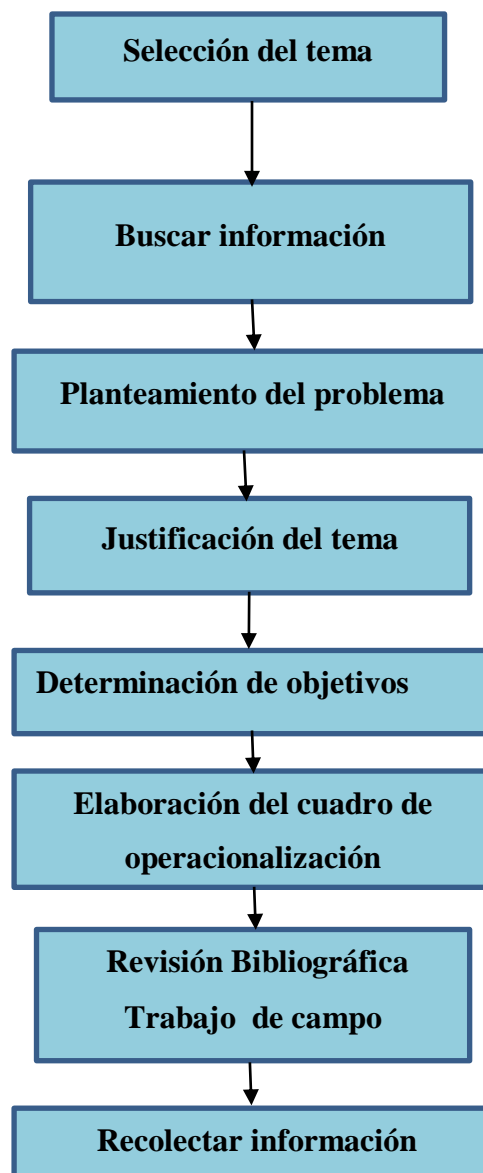 Selección del tema
Buscar información
Planteamiento del problema
Justificación del tema
Determinación de objetivos
Elaboración del cuadro de
operacionalización
Revisión Bibliográfica
Trabajo de campo
Recolectar información